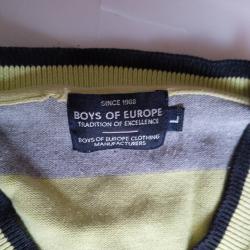 SINCE 1988
BOYS OF EUROPE
TRADITION OF EXCELLENCE
BOYS OF EUROPE CLOTHING
MANUFACTURERS
L